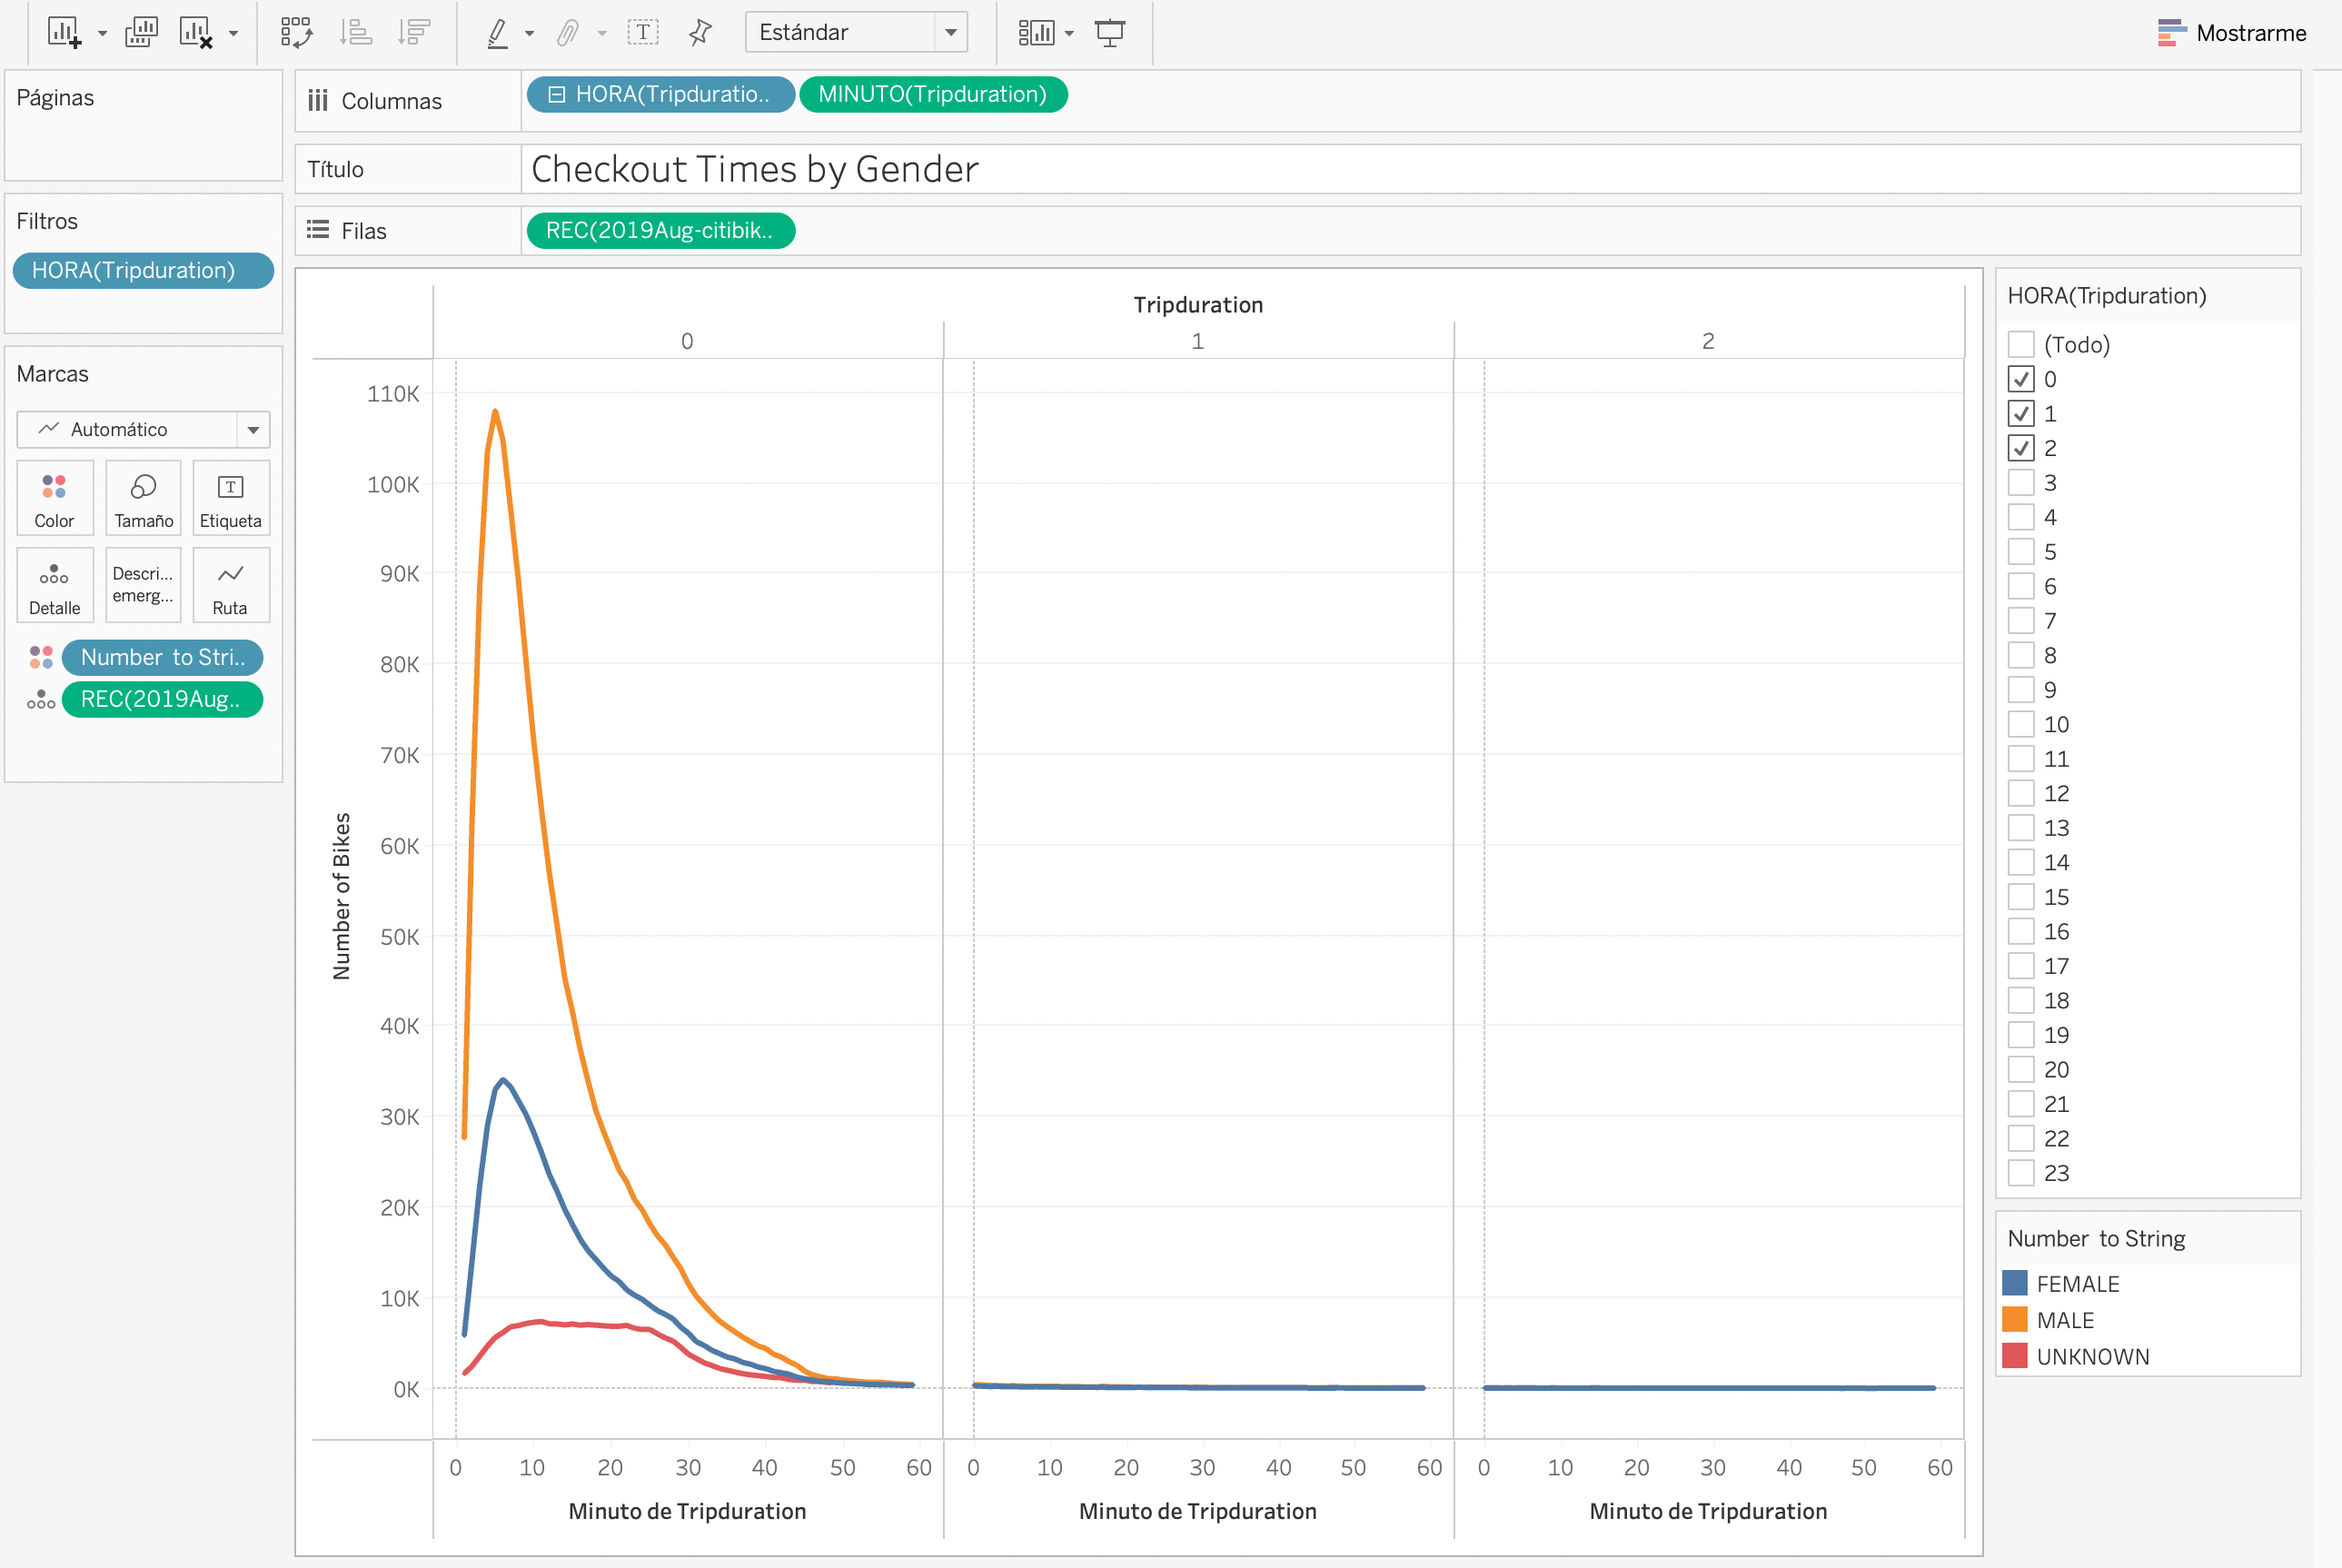 Estándar
Mostrarme
Páginas
Columnas
HORA(Tripduratio..
MINUTO(Tripduration)
Título
Checkout Times by Gender
Filtros
HORA(Tripduration)
Filas
REC(2019Aug-citibik..
Marcas
Automático
Color
Tamaño
Etiqueta
Detalle
Descri...
emerg...
Ruta
Number to Stri..
REC(2019Aug..
Tripduration
0
1
2
Number of Bikes
110K
100K
90K
80K
70K
60K
50K
40K
30K
20K
10K
0K
0 10 20 30 40 50 60
0 10 20 30 40 50 60
0 10 20 30 40 50 60
Minuto de Tripduration
Minuto de Tripduration
Minuto de Tripduration
HORA(Tripduration)
(Todo)
0
1
2
3
4
5
6
7
8
9
10
11
12
13
14
15
16
17
18
19
20
21
22
23
Number to String
FEMALE
MALE
UNKNOWN